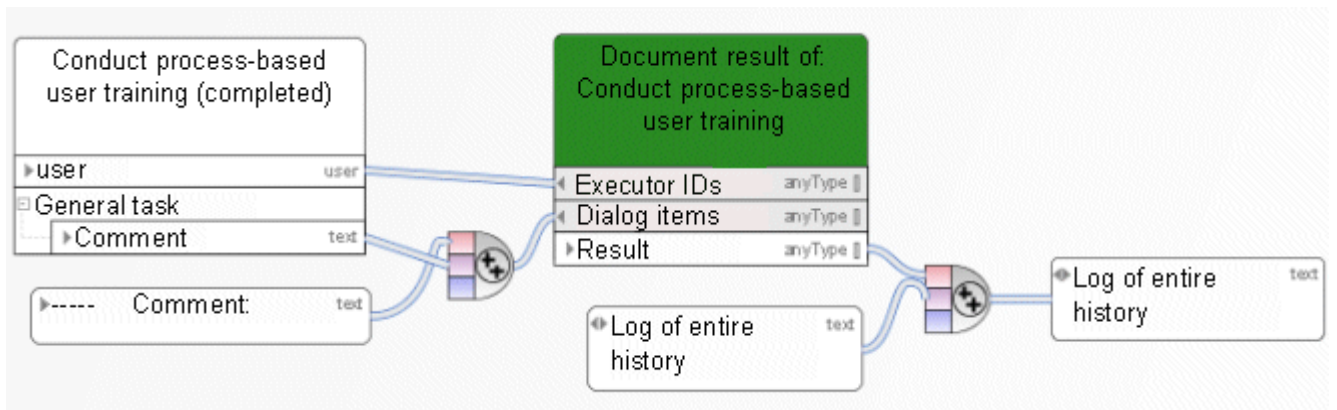 Conduct process-based
user training (completed)
user user
General task
Comment text
----- Comment: text
Document result of:
Conduct process-based
user training
Executor IDs anyType []
Dialog items anyType []
Result anyType []
Log of entire text
history
Log of entire text
history